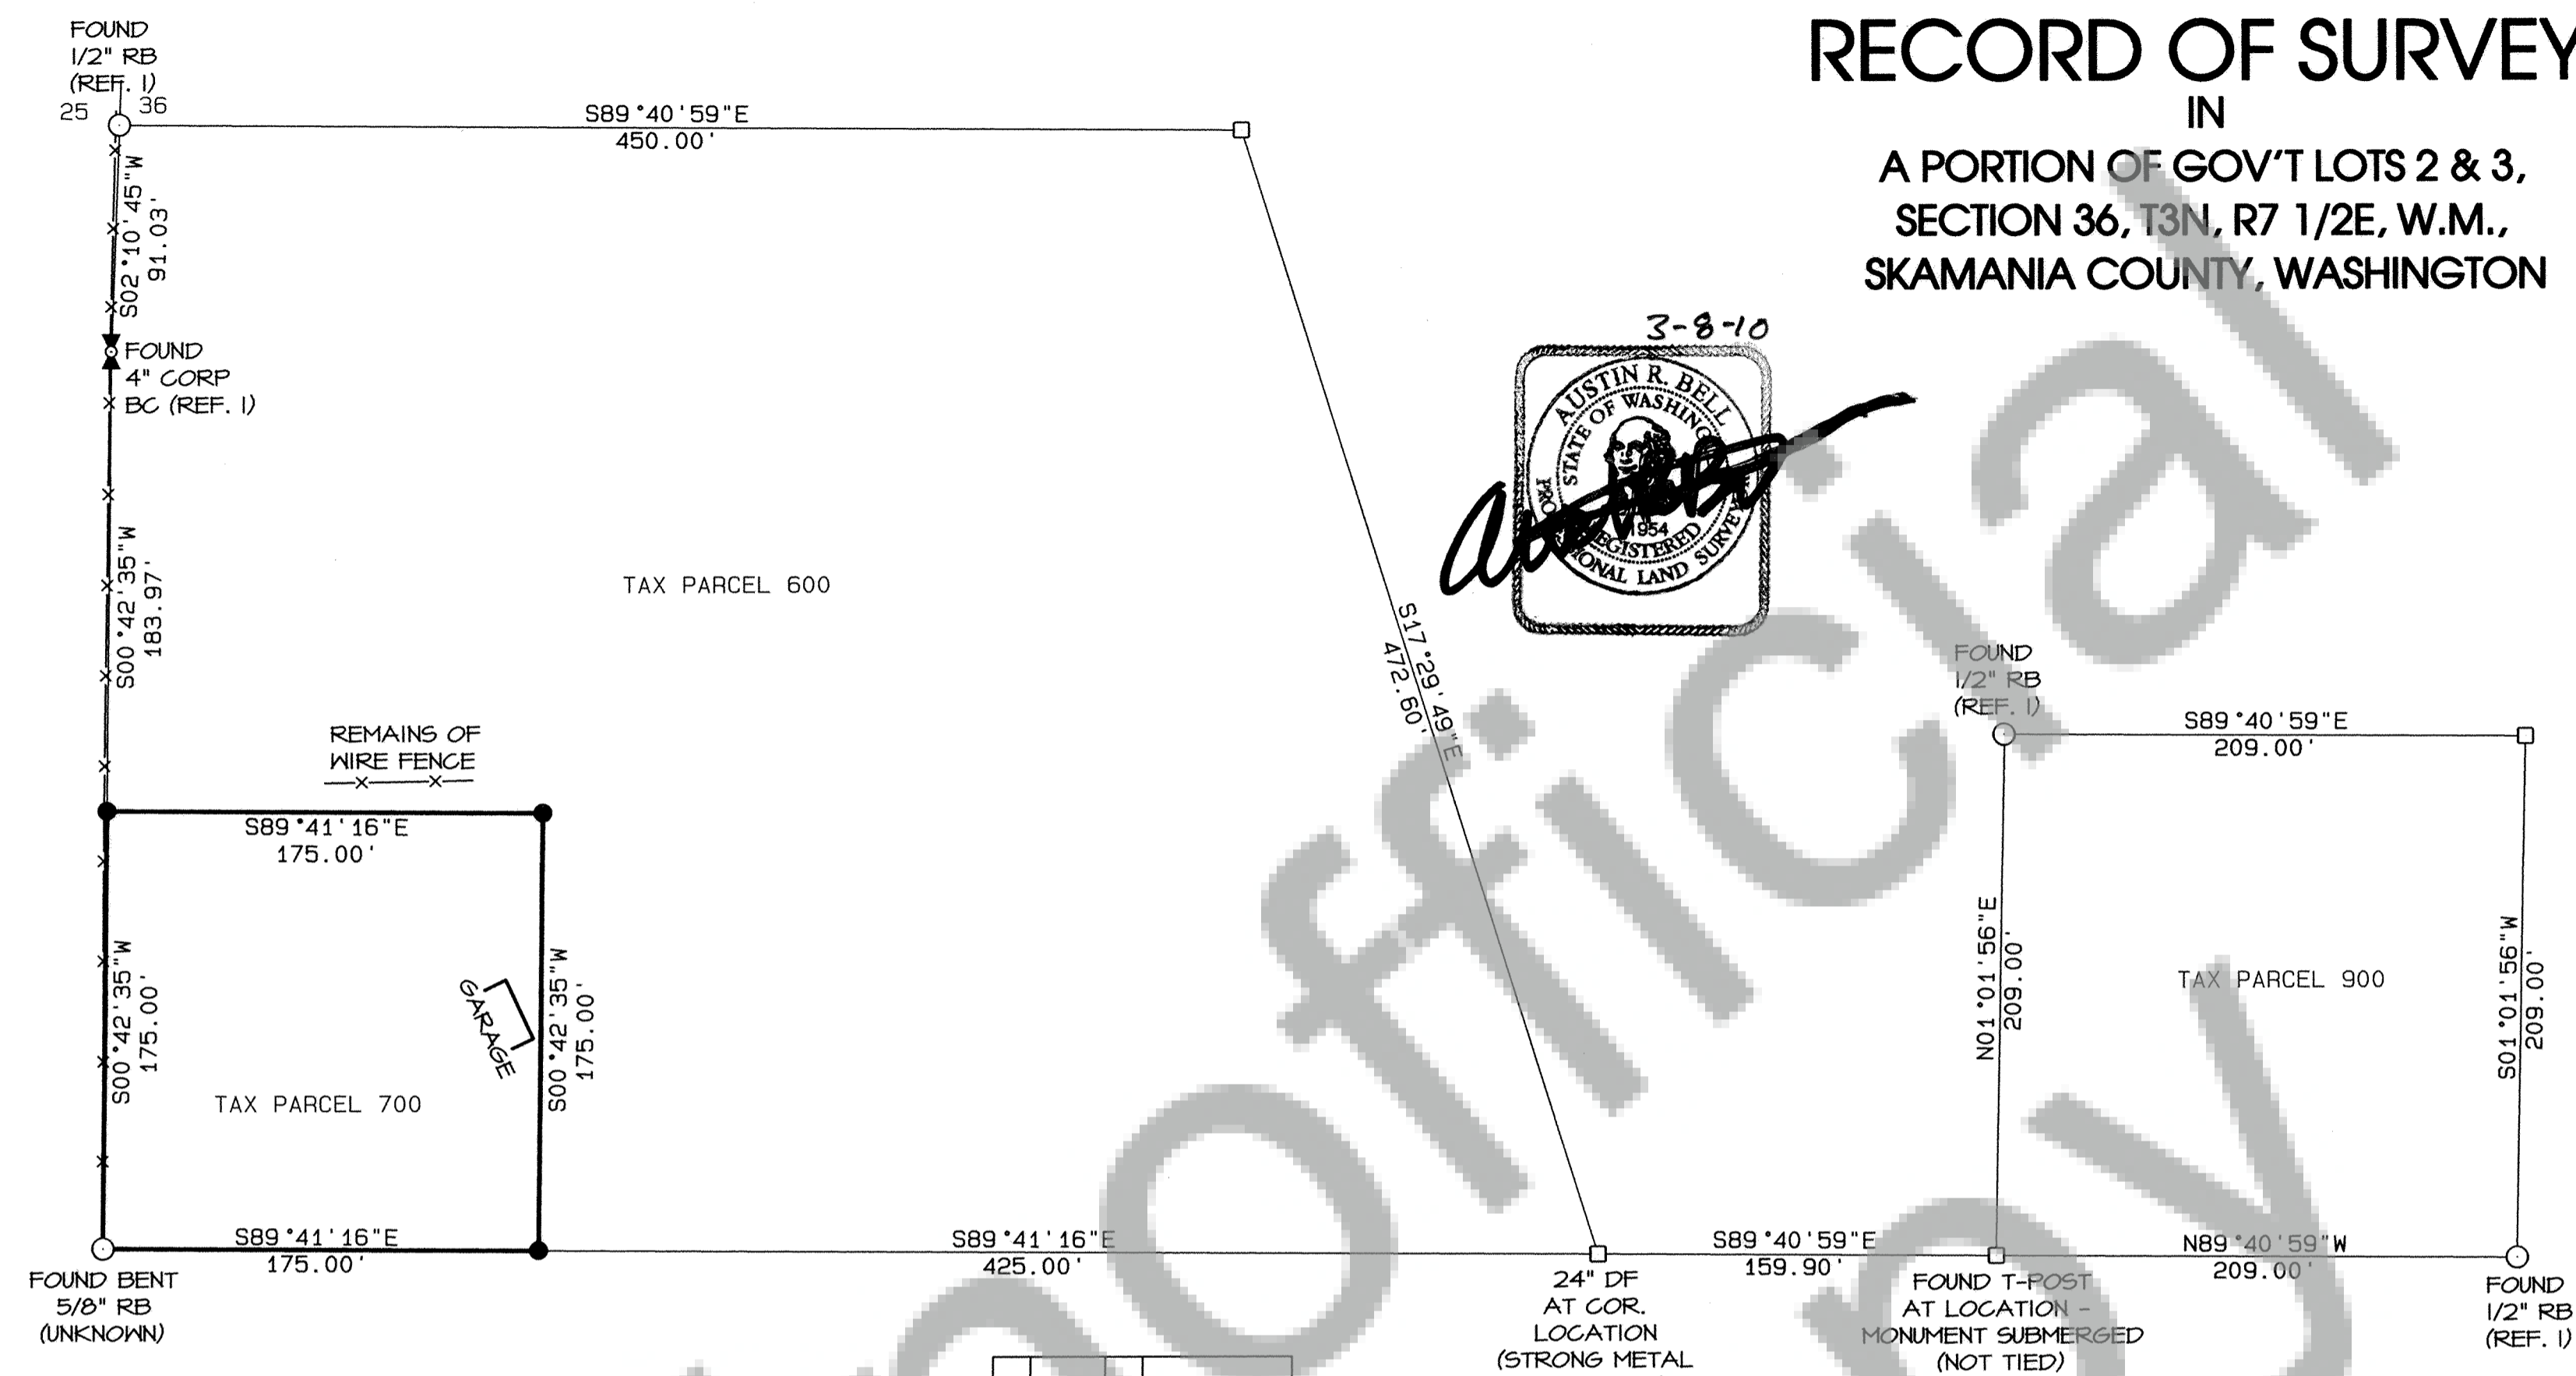 RECORD OF SURVEY
IN
A PORTION OF GOV'T LOTS 2 & 3,
SECTION 36, T3N, R7 1/2E, W.M.,
SKAMANIA COUNTY, WASHINGTON
FOUND
1/2" RB
(REF. 1)
25 36
S89°40'59"E
450.00'
S02°10'45"W
91.03'
FOUND
4" CORP
BC (REF. 1)
S00°42'35"W
183.97'
TAX PARCEL 600
S17°29'49"E
472.60'
3-8-10
AUSTIN R. BELL
STATE OF
REGISTERED
LAND
REMAINS OF
WIRE FENCE
S89°41'16"E
175.00'
S00°42'35"W
175.00'
GARAGE
S00°42'35"W
175.00'
TAX PARCEL 700
S89°41'16"E
175.00'
FOUND BENT
5/8" RB
(UNKNOWN)
S89°41'16"E
425.00'
24" DF
AT COR.
LOCATION
(STRONG METAL
S89°40'59"E
159.90'
FOUND T-POST
AT LOCATION -
MONUMENT SUBMERGED
(NOT TIED)
FOUND
1/2" RB
(REF. 1)
S89°40'59"E
209.00'
N01°01'56"E
209.00'
TAX PARCEL 900
S01°01'56"W
209.00'
N89°40'59"W
209.00'
FOUND
1/2" RB
(REF. 1)
official